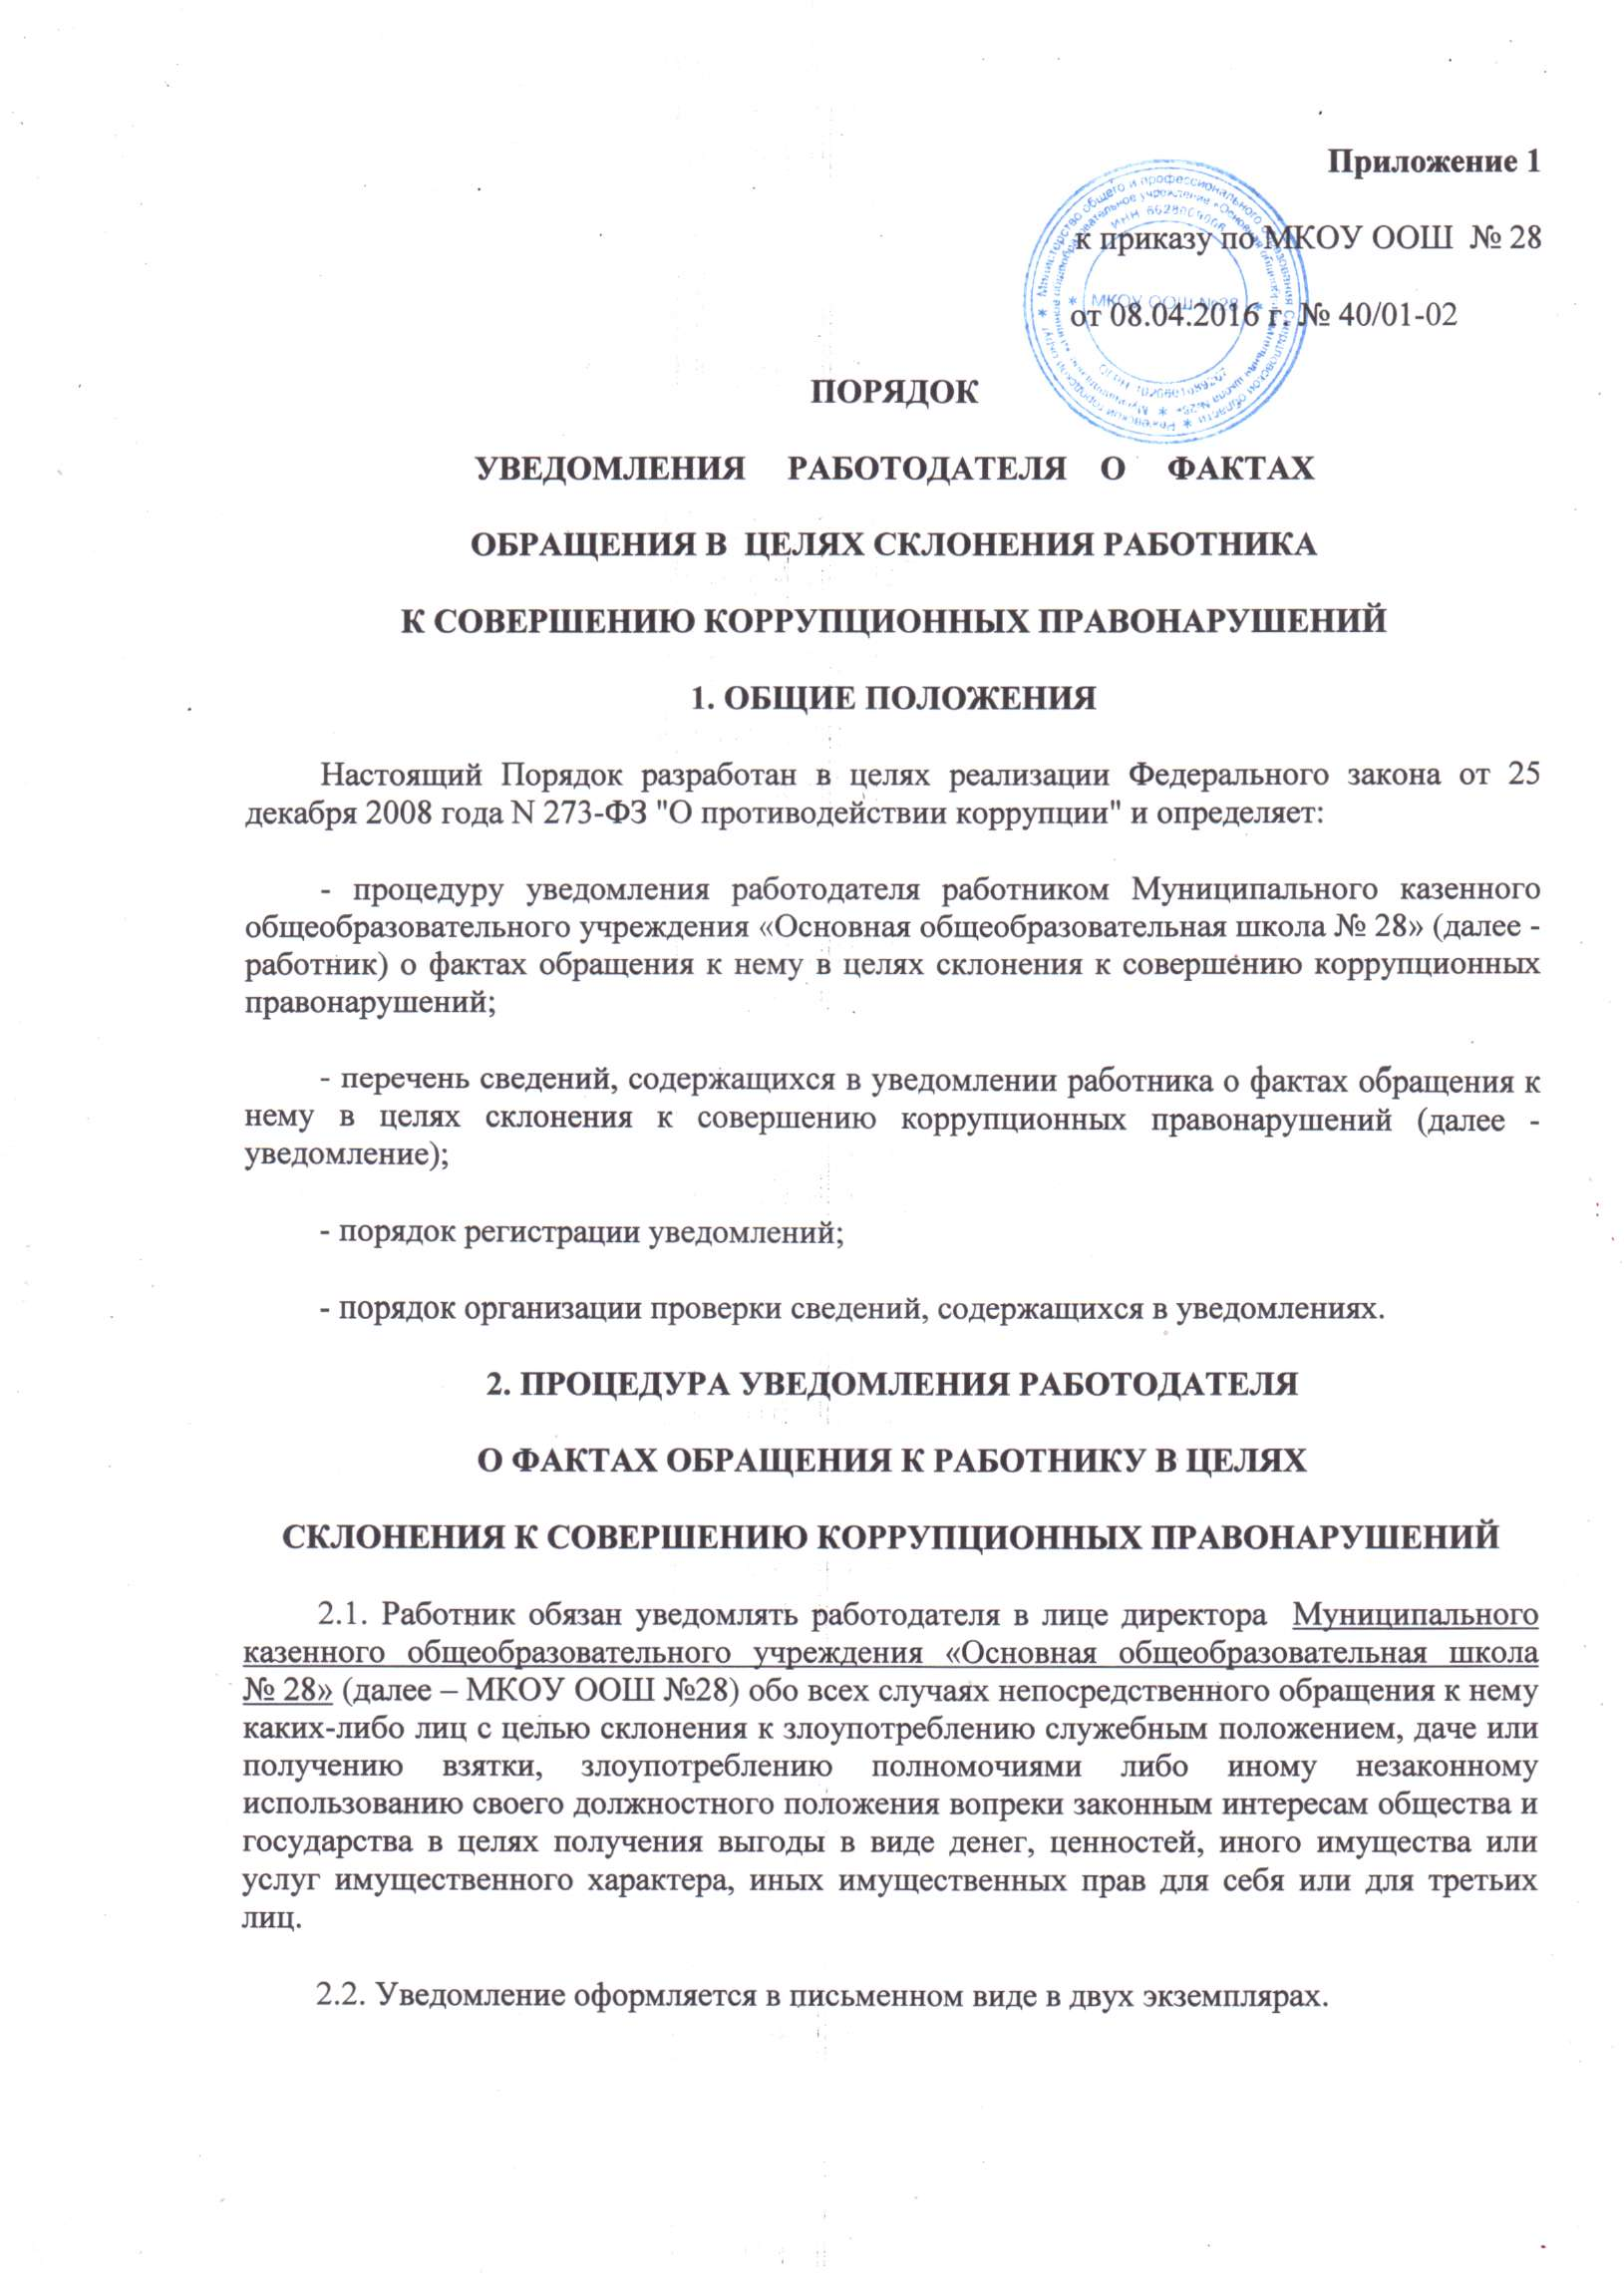 Приложение 1
к приказу по МКОУ ООШ № 28
от 08.04.2016 г № 40/01-02
МКОУ ООШ №28
ПОРЯДОК
УВЕДОМЛЕНИЯ РАБОТОДАТЕЛЯ О ФАКТАХ
ОБРАЩЕНИЯ В ЦЕЛЯХ СКЛОНЕНИЯ РАБОТНИКА
К СОВЕРШЕНИЮ КОРРУПЦИОННЫХ ПРАВОНАРУШЕНИЙ
1. ОБЩИЕ ПОЛОЖЕНИЯ
Настоящий Порядок разработан в целях реализации Федерального закона от 25
декабря 2008 года N 273-ФЗ "О противодействии коррупции" и определяет:
- процедуру уведомления работодателя работником Муниципального казенного
общеобразовательного учреждения «Основная общеобразовательная школа № 28» (далее -
работник) о фактах обращения к нему в целях склонения к совершению коррупционных
правонарушений;
- перечень сведений, содержащихся в уведомлении работника о фактах обращения к
нему в целях склонения к совершению коррупционных правонарушений (далее -
уведомление);
- порядок регистрации уведомлений;
- порядок организации проверки сведений, содержащихся в уведомлениях.
2. ПРОЦЕДУРА УВЕДОМЛЕНИЯ РАБОТОДАТЕЛЯ
О ФАКТАХ ОБРАЩЕНИЯ К РАБОТНИКУ В ЦЕЛЯХ
СКЛОНЕНИЯ К СОВЕРШЕНИЮ КОРРУПЦИОННЫХ ПРАВОНАРУШЕНИЙ
2.1. Работник обязан уведомлять работодателя в лице директора Муниципального
казенного общеобразовательного учреждения «Основная общеобразовательная школа
№ 28» (далее – МКОУ ООШ №28) обо всех случаях непосредственного обращения к нему
каких-либо лиц с целью склонения к злоупотреблению служебным положением, даче или
получению взятки, злоупотреблению полномочиями либо иному незаконному
использованию своего должностного положения вопреки законным интересам общества и
государства в целях получения выгоды в виде денег, ценностей, иного имущества или
услуг имущественного характера, иных имущественных прав для себя или для третьих
лиц.
2.2. Уведомление оформляется в письменном виде в двух экземплярах.